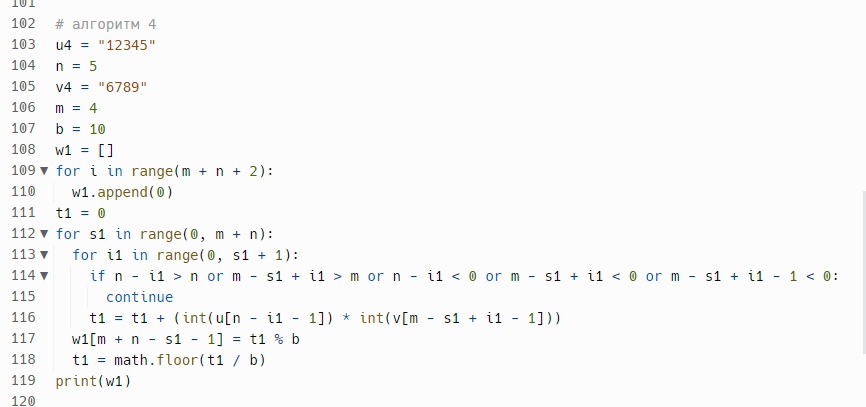 101
102 # алгоритм 4
103 u4 = "12345"
104 n = 5
105 v4 = "6789"
106 m = 4
107 b = 10
108 w1 = []
109 for i in range(m + n + 2):
110 w1.append(0)
111 t1 = 0
112 for s1 in range(0, m + n):
113 for i1 in range(0, s1 + 1):
114 if n - i1 > n or m - s1 + i1 > m or n - i1 < 0 or m - s1 + i1 < 0 or m - s1 + i1 - 1 < 0:
115 continue
116 t1 = t1 + (int(u[n - i1 - 1]) * int(v[m - s1 + i1 - 1]))
117 w1[m + n - s1 - 1] = t1 % b
118 t1 = math.floor(t1 / b)
119 print(w1)
120